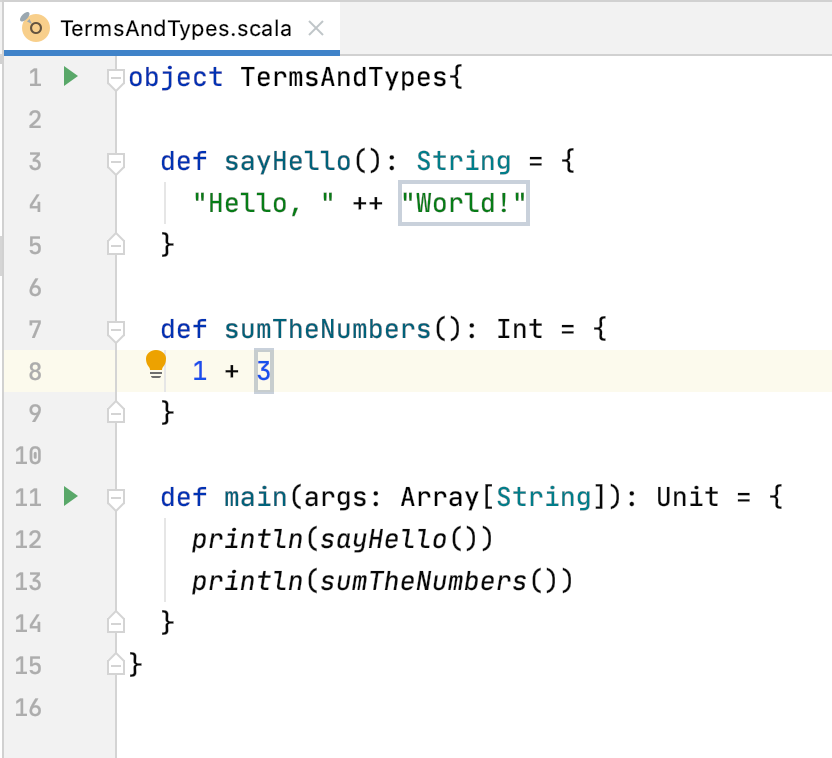 TermsAndTypes.scala
1 object TermsAndTypes{
2
3 def sayHello(): String = {
4 "Hello, " ++ "World!"
5 }
6
7 def sumTheNumbers(): Int = {
8 1 + 3
9 }
10
11 def main(args: Array[String]): Unit = {
12 println(sayHello())
13 println(sumTheNumbers())
14 }
15 }
16